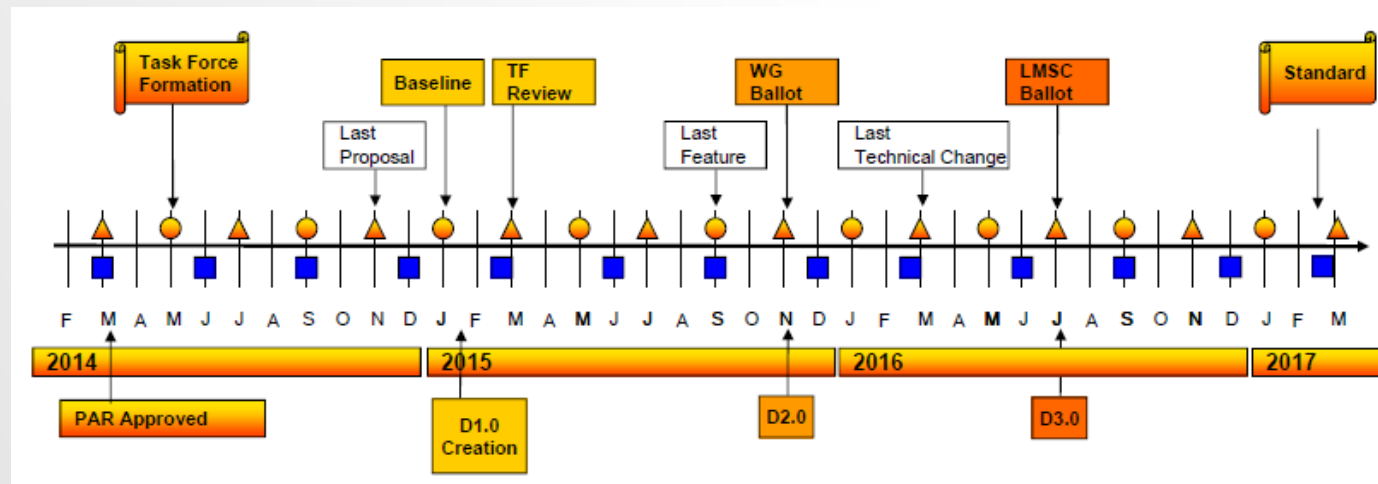 Task Force
Formation
Baseline
TF
Review
WG
Ballot
LMSC
Ballot
Standard
Last
Proposal
Last
Feature
Last
Technical Change
F M A M J J A S O N D J F M A M J J A S O N D J F M A M J J A S O N D J F M
2014 2015 2016 2017
PAR Approved
D1.0
Creation
D2.0
D3.0